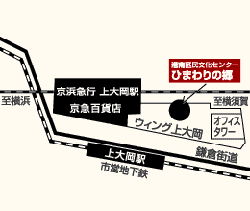 港南区民文化センター
ひまわりの郷
京浜急行 上大岡駅
京急百貨店
至横浜
至横須賀
ウィング上大岡
オフィス
タワー
鎌倉街道
上大岡駅
市営地下鉄